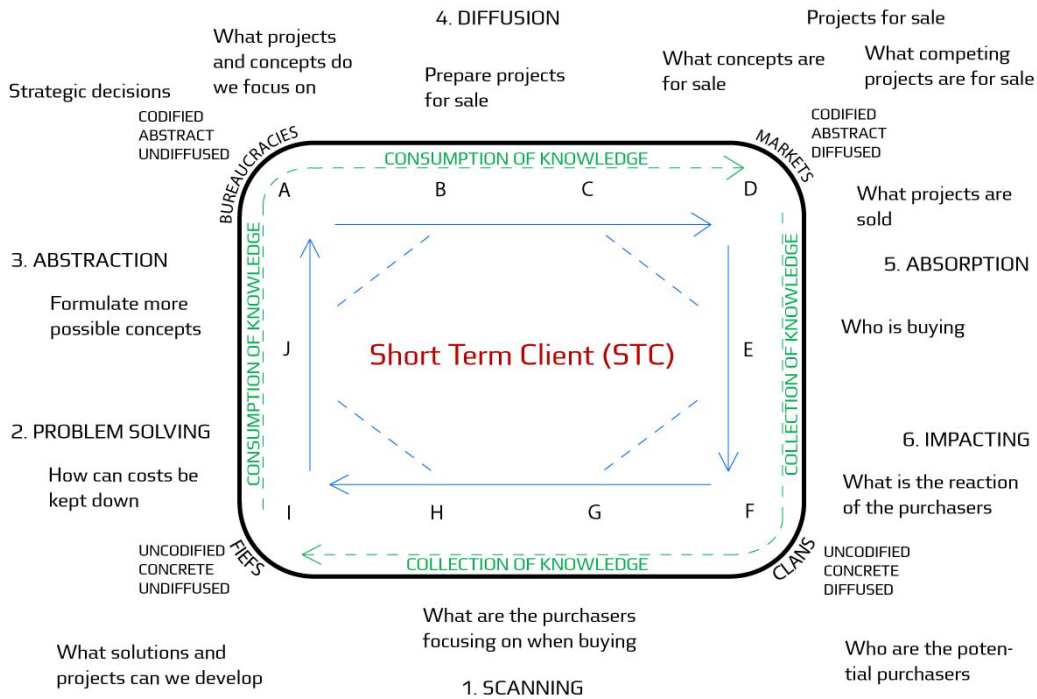 4. DIFFUSION
Projects for sale
What projects
and concepts do
we focus on
Prepare projects
for sale
What concepts are
for sale
What competing
projects are for sale
Strategic decisions
CODIFIED
ABSTRACT
UNDIFFUSED
BUREAUCRACIES
MARKETS
CODIFIED
ABSTRACT
DIFFUSED
CONSUMPTION OF KNOWLEDGE
A
B
C
D
What projects are
sold
3. ABSTRACTION
CONSUMPTION OF KNOWLEDGE
COLLECTION OF KNOWLEDGE
5. ABSORPTION
Formulate more
possible concepts
J
Short Term Client (STC)
E
Who is buying
2. PROBLEM SOLVING
6. IMPACTING
How can costs be
kept down
What is the reaction
of the purchasers
I
H
G
F
FIEFS
CLANS
UNCODIFIED
CONCRETE
UNDIFFUSED
COLLECTION OF KNOWLEDGE
UNCODIFIED
CONCRETE
DIFFUSED
What are the purchasers
focusing on when buying
What solutions and
projects can we develop
Who are the poten-
tial purchasers
1. SCANNING